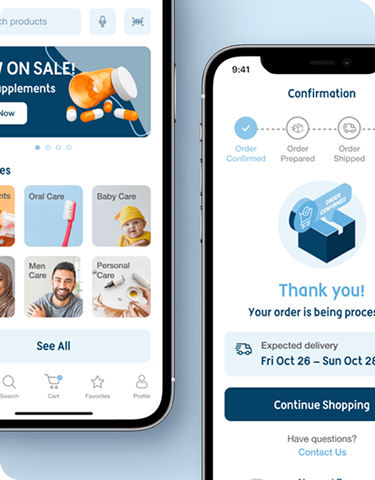 ch products
ON SALE!
upplements
Now
es
nts
Oral Care
Baby Care
Men
Care
Personal
Care
See All
Search
Cart
Favorites
Profile
9:41
Confirmation
Order
Confirmed
Order
Prepared
Order
Shipped
ORDER
CONFIRMED
Thank you!
Your order is being proces
Expected delivery
Fri Oct 26 – Sun Oct 28
Continue Shopping
Have questions?
Contact Us